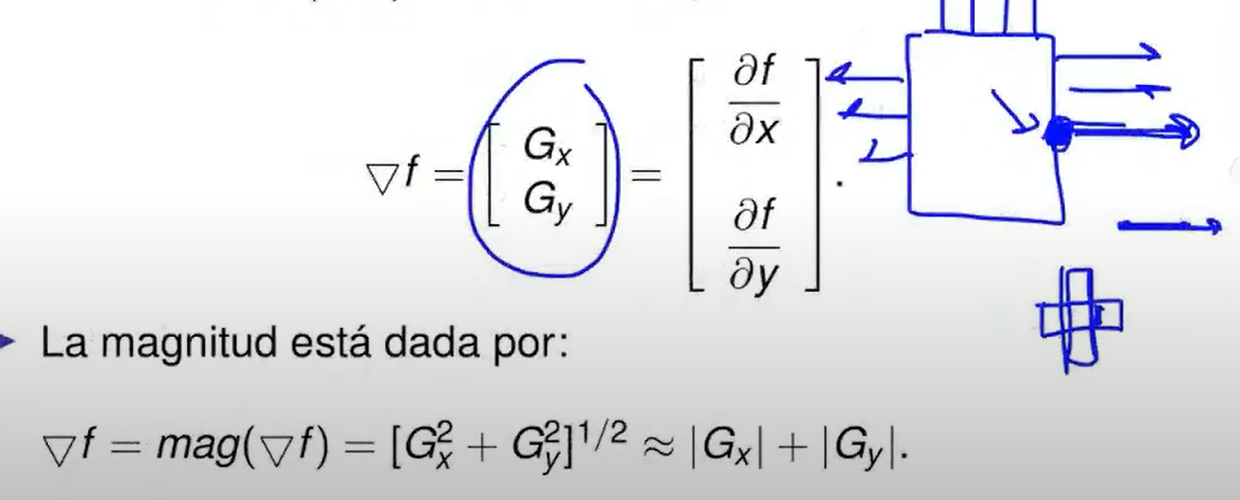 ▽f = [ Gx Gy ] = [ ∂f/∂x ∂f/∂y ].
La magnitud está dada por:
▽f = mag(▽f) = [Gx² + Gy²]^1/2 ≈ |Gx| + |Gy|.